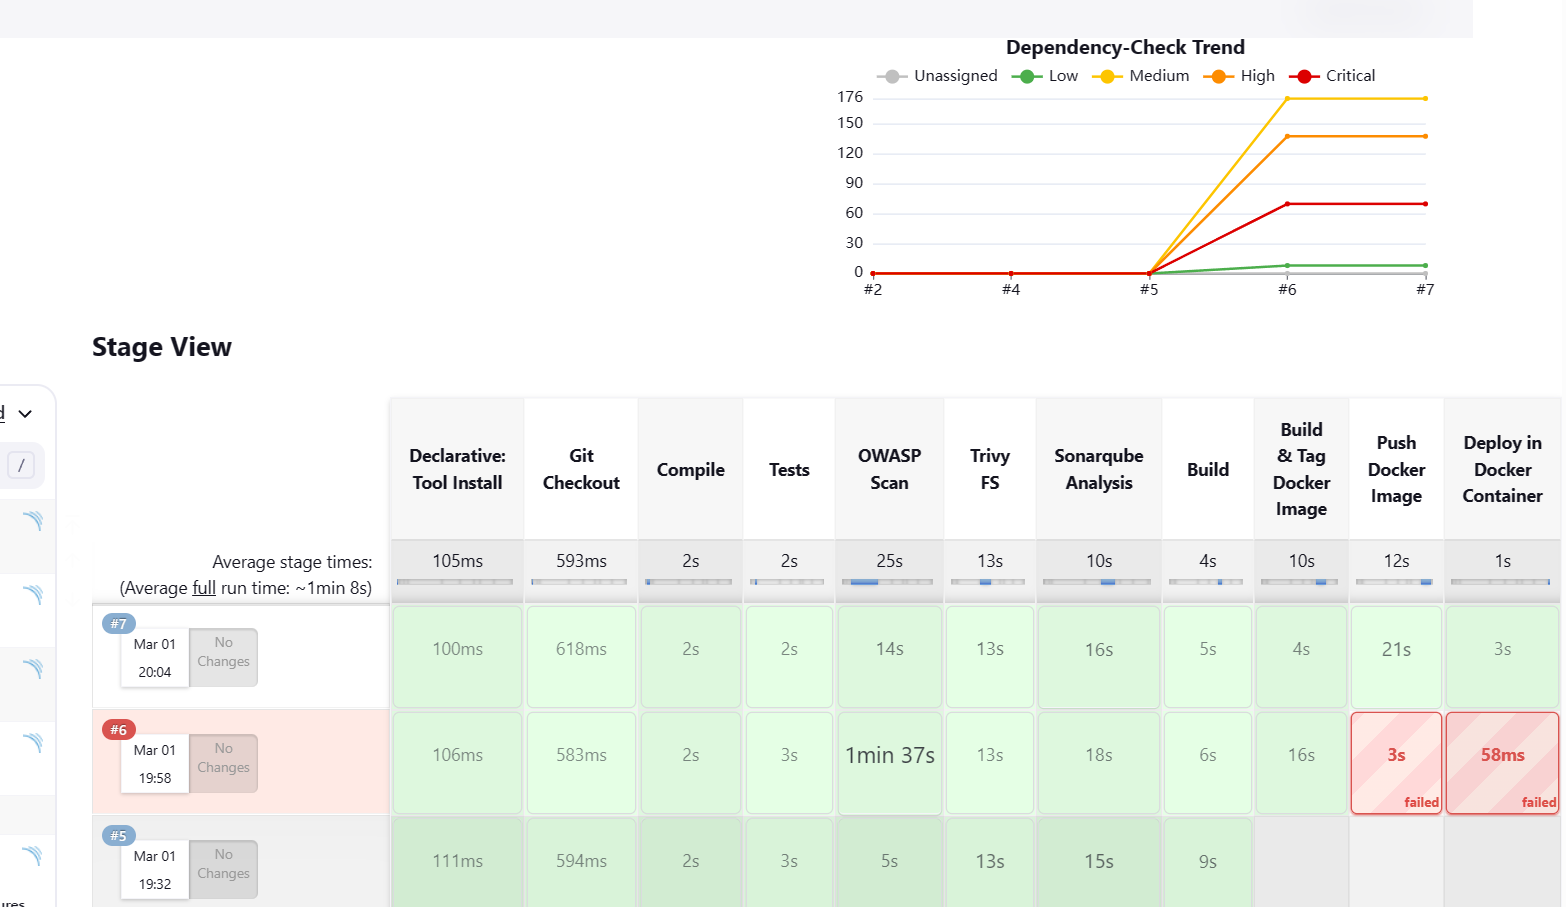 Dependency-Check Trend
Unassigned Low Medium High Critical
176
150
120
90
60
30
0
#2 #4 #5 #6 #7
Stage View
/
Declarative: Tool Install
Git Checkout
Compile
Tests
OWASP Scan
Trivy FS
Sonarqube Analysis
Build
Build & Tag Docker Image
Push Docker Image
Deploy in Docker Container
Average stage times:
(Average full run time: ~1min 8s)
105ms 593ms 2s 2s 25s 13s 10s 4s 10s 12s 1s
#7
Mar 01
20:04
No
Changes
100ms 618ms 2s 2s 14s 13s 16s 5s 4s 21s 3s
#6
Mar 01
19:58
No
Changes
106ms 583ms 2s 3s 1min 37s 13s 18s 6s 16s 3s 58ms
failed failed
#5
Mar 01
19:32
No
Changes
111ms 594ms 2s 3s 5s 13s 15s 9s